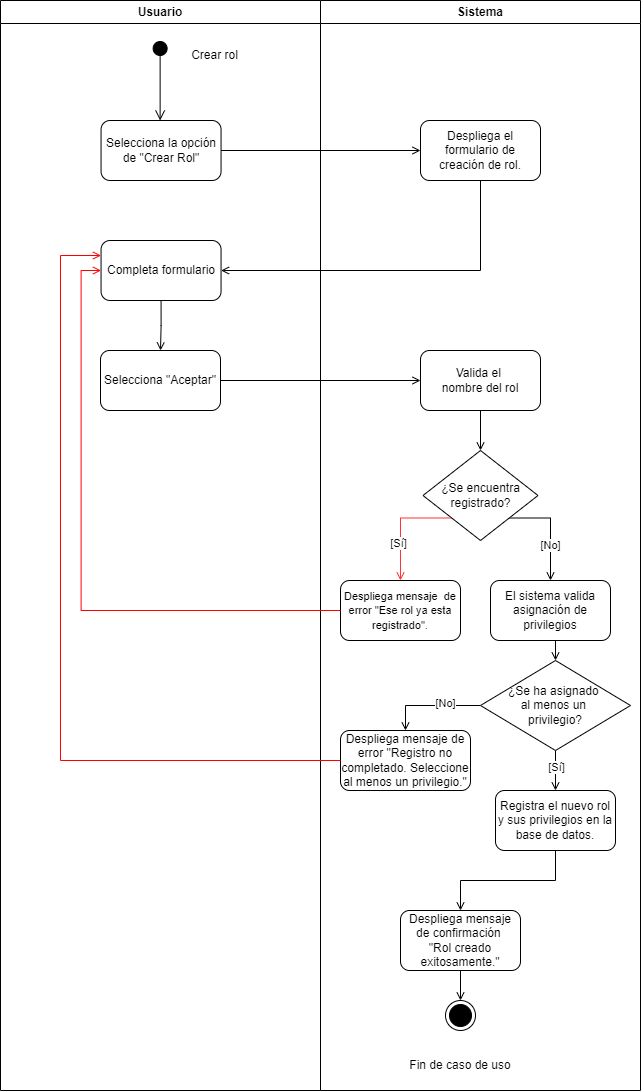 Usuario
Sistema
Crear rol
Selecciona la opción
de "Crear Rol"
Despliega el
formulario de
creación de rol.
Completa formulario
Selecciona "Aceptar"
Valida el
nombre del rol
¿Se encuentra
registrado?
[Sí]
[No]
Despliega mensaje de
error "Ese rol ya esta
registrado".
El sistema valida
asignación de
privilegios
¿Se ha asignado
al menos un
privilegio?
[No]
[Sí]
Despliega mensaje de
error "Registro no
completado. Seleccione
al menos un privilegio."
Registra el nuevo rol
y sus privilegios en la
base de datos.
Despliega mensaje
de confirmación
"Rol creado
exitosamente."
Fin de caso de uso